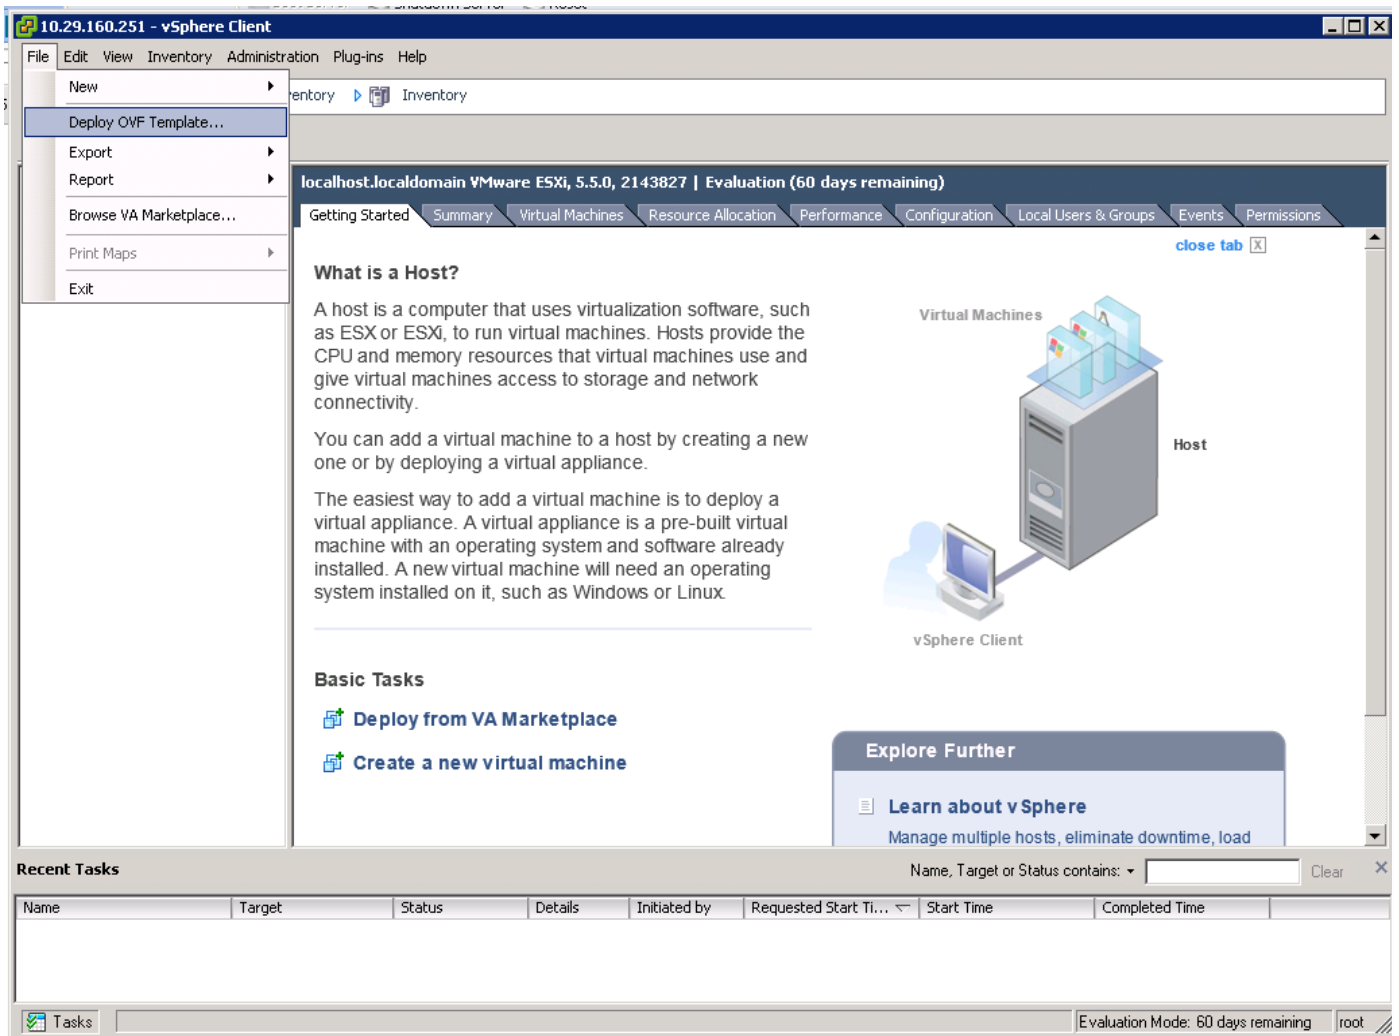 10.29.160.251 - vSphere Client
File Edit View Inventory Administration Plug-ins Help
New
entory Inventory
Deploy OVF Template...
Export
Report
Browse VA Marketplace...
Print Maps
Exit
localhost.localdomain VMware ESXi, 5.5.0, 2143827 | Evaluation (60 days remaining)
Getting Started Summary Virtual Machines Resource Allocation Performance Configuration Local Users & Groups Events Permissions
close tab X
What is a Host?
A host is a computer that uses virtualization software, such
as ESX or ESXi, to run virtual machines. Hosts provide the
CPU and memory resources that virtual machines use and
give virtual machines access to storage and network
connectivity.
You can add a virtual machine to a host by creating a new
one or by deploying a virtual appliance.
The easiest way to add a virtual machine is to deploy a
virtual appliance. A virtual appliance is a pre-built virtual
machine with an operating system and software already
installed. A new virtual machine will need an operating
system installed on it, such as Windows or Linux.
Virtual Machines
Host
vSphere Client
Basic Tasks
Deploy from VA Marketplace
Create a new virtual machine
Explore Further
Learn about vSphere
Manage multiple hosts, eliminate downtime, load
Recent Tasks
Name, Target or Status contains: Clear
Name Target Status Details Initiated by Requested Start Ti... Start Time Completed Time
Tasks
Evaluation Mode: 60 days remaining root